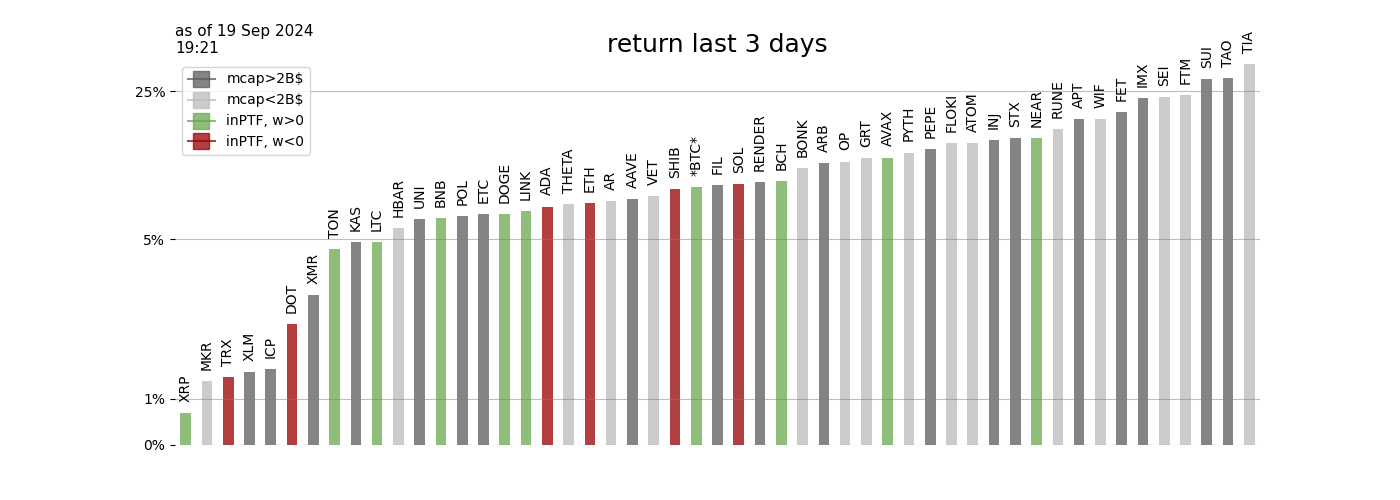 as of 19 Sep 2024
19:21
return last 3 days
mcap>2B$
mcap<2B$
inPTF, w>0
inPTF, w<0
25%
5%
1%
0%
XRP
MKR
TRX
XLM
ICP
DOT
XMR
TON
KAS
LTC
HBAR
UNI
BNB
POL
ETC
DOGE
LINK
ADA
THETA
ETH
AR
AAVE
VET
SHIB
*BTC*
FIL
SOL
RENDER
BCH
BONK
ARB
OP
GRT
AVAX
PYTH
PEPE
FLOKI
ATOM
INJ
STX
NEAR
RUNE
APT
WIF
FET
IMX
SEI
FTM
SUI
TAO
TIA